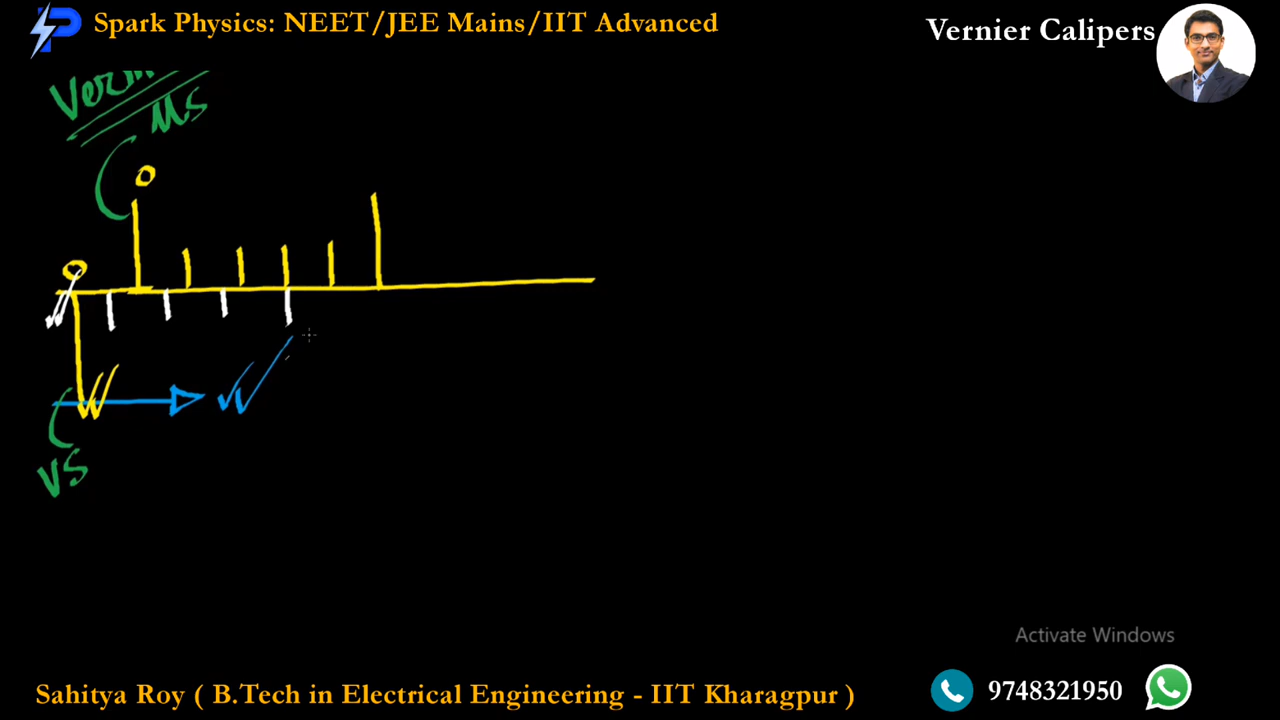 Spark Physics: NEET/JEE Mains/IIT Advanced
Vernier Calipers
MS
0
0
VS
Activate Windows
Sahitya Roy ( B.Tech in Electrical Engineering - IIT Kharagpur )
9748321950